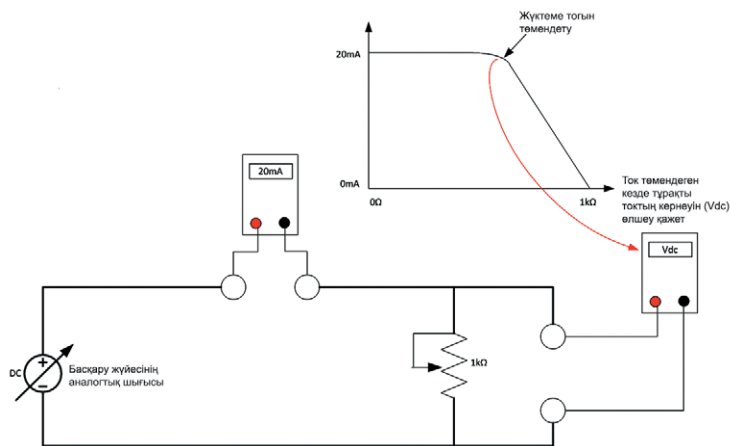 Жүктеме тогын
төмендету
20mA
0mA
0Ω
1kΩ
Ток төмендеген
кезде тұрақты
токтың кернеуін (Vdc)
өлшеу қажет
20mA
Vdc
DC
+
−
Басқару жүйесінің
аналогтық шығысы
1kΩ